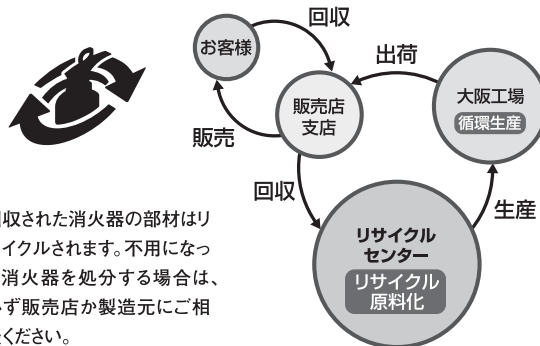 回収
お客様
出荷
販売店
支店
大阪工場
循環生産
販売
回収
生産
リサイクル
センター
リサイクル
原料化
収された消火器の部材はリ
イクルされます。不用になっ
消火器を処分する場合は、
ず販売店か製造元にご相
ください。